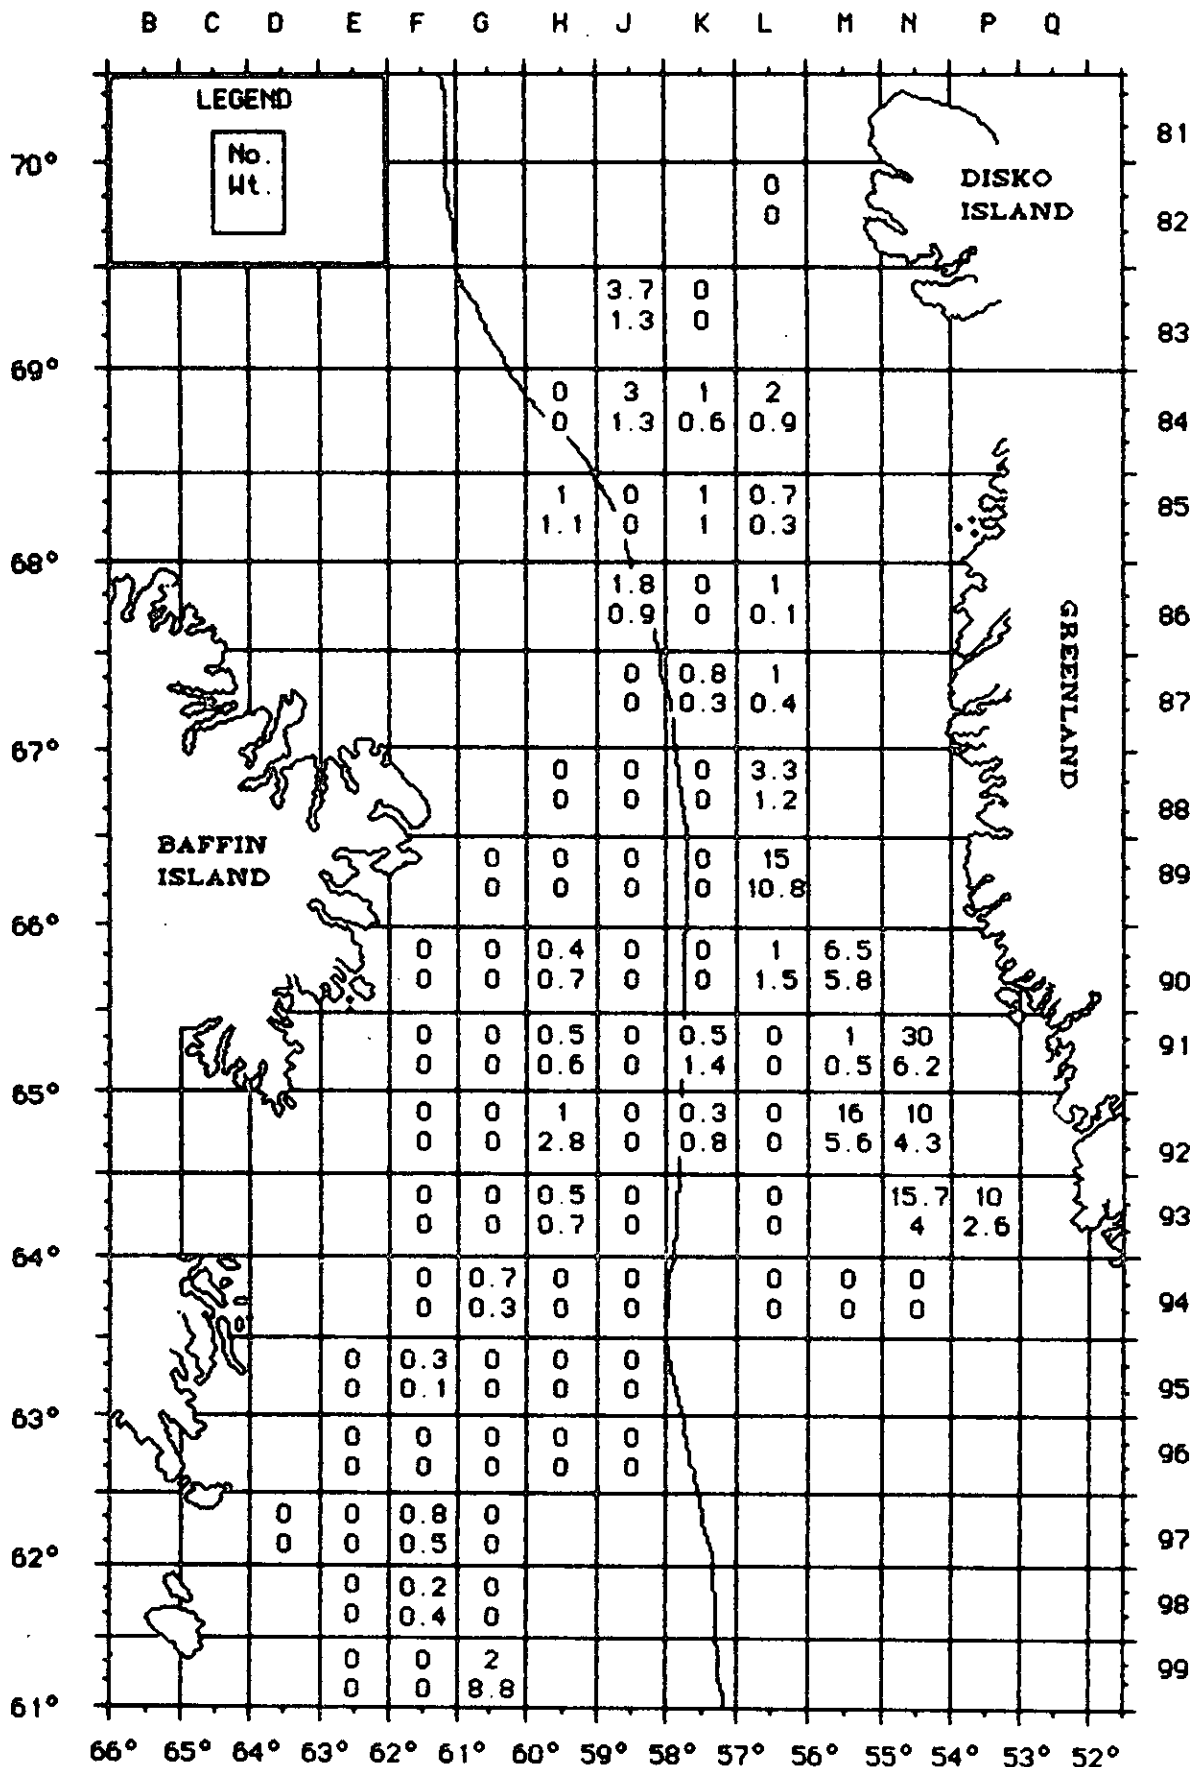 B C D E F G H J K L M N P Q
LEGEND
No.
Wt.
81
70°
DISKO
ISLAND
0
0
82
3.7 0
1.3 0
83
69°
0 3 1 2
0 1.3 0.6 0.9
84
1 0 1 0.7
1.1 0 1 0.3
85
68°
1.8 0 1
0.9 0 0.1
86
GREENLAND
0 0.8 1
0 0.3 0.4
87
67°
0 0 0 3.3
0 0 0 1.2
88
BAFFIN
ISLAND
0 0 0 0 15
0 0 0 0 10.8
89
66°
0 0 0.4 0 0 1 6.5
0 0 0.7 0 0 1.5 5.8
90
0 0 0.5 0 0.5 0 1 30
0 0 0.6 0 1.4 0 0.5 6.2
91
65°
0 0 1 0 0.3 0 16 10
0 0 2.8 0 0.8 0 5.6 4.3
92
0 0 0.5 0 0 15.7 10
0 0 0.7 0 0 4 2.6
93
64°
0 0.7 0 0 0 0 0
0 0.3 0 0 0 0 0
94
0 0.3 0 0 0
0 0.1 0 0 0
95
63°
0 0 0 0 0
0 0 0 0 0
96
0 0 0.8 0
0 0 0.5 0
97
62°
0 0.2 0
0 0.4 0
98
0 0 2
0 0 8.8
99
61°
66° 65° 64° 63° 62° 61° 60° 59° 58° 57° 56° 55° 54° 53° 52°